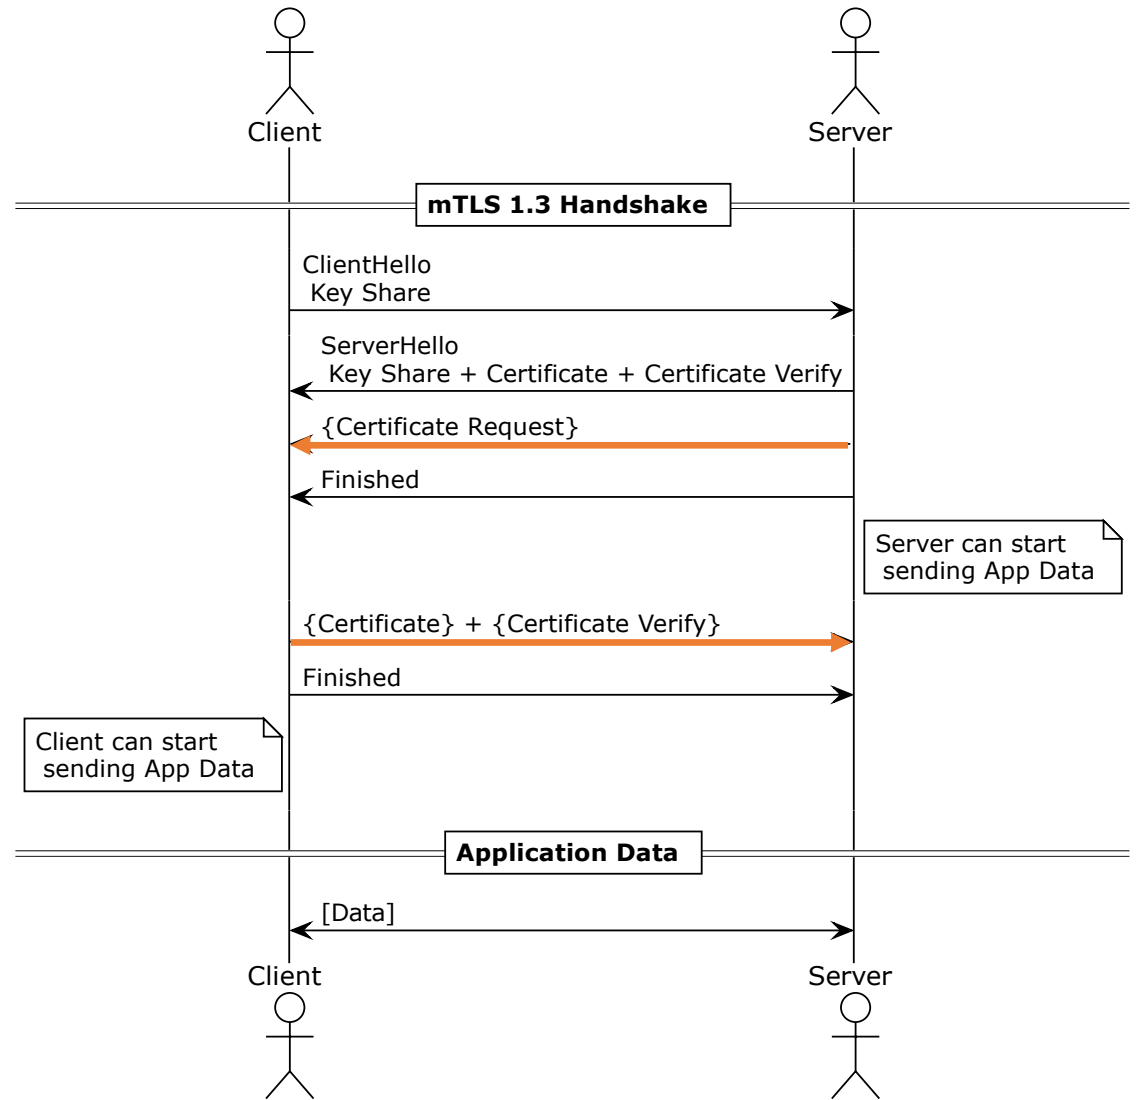 Client
Server
mTLS 1.3 Handshake
ClientHello
Key Share
ServerHello
Key Share + Certificate + Certificate Verify
{Certificate Request}
Finished
Server can start
sending App Data
{Certificate} + {Certificate Verify}
Finished
Client can start
sending App Data
Application Data
[Data]
Client
Server